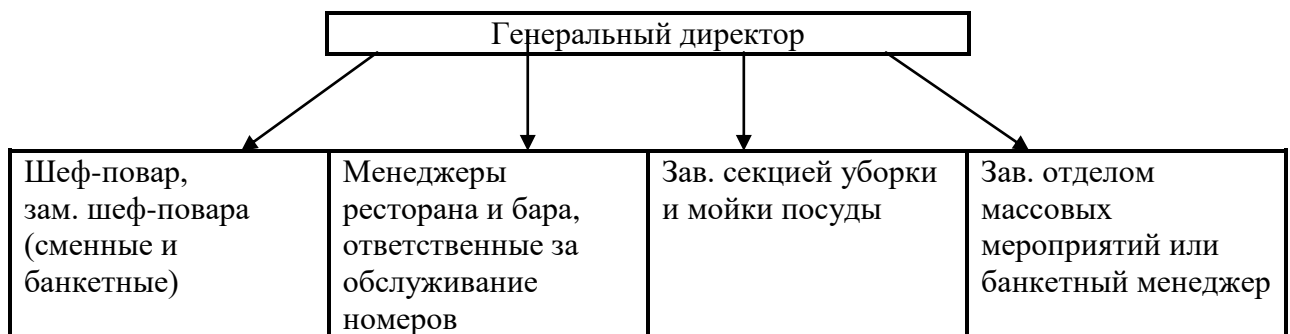 Генеральный директор
Шеф-повар,
зам. шеф-повара
(сменные и
банкетные)
Менеджеры
ресторана и бара,
ответственные за
обслуживание
номеров
Зав. секцией уборки
и мойки посуды
Зав. отделом
массовых
мероприятий или
банкетный менеджер